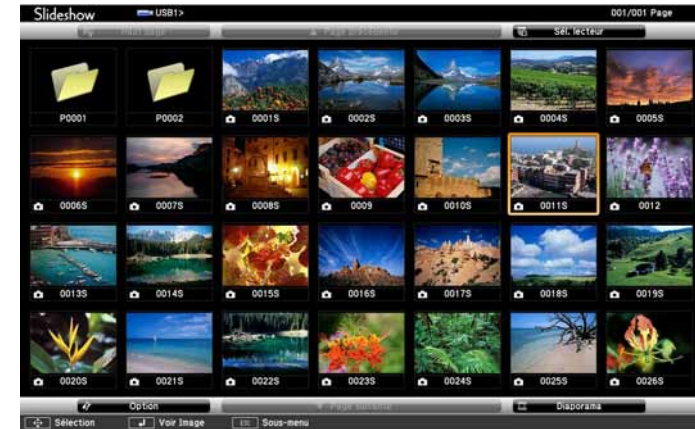 Slideshow USB1> 001/001 Page
Haut page Page précédente Sél. lecteur
P0001 P0002 0001S 0002S 0003S 0004S 0005S
0006S 0007S 0008S 0009 0010S 0011S 0012
0013S 0014S 0015S 0016S 0017S 0018S 0019S
0020S 0021S 0022S 0023S 0024S 0025S 0026S
Option Page suivante Diaporama
Sélection Voir Image Esc Sous-menu